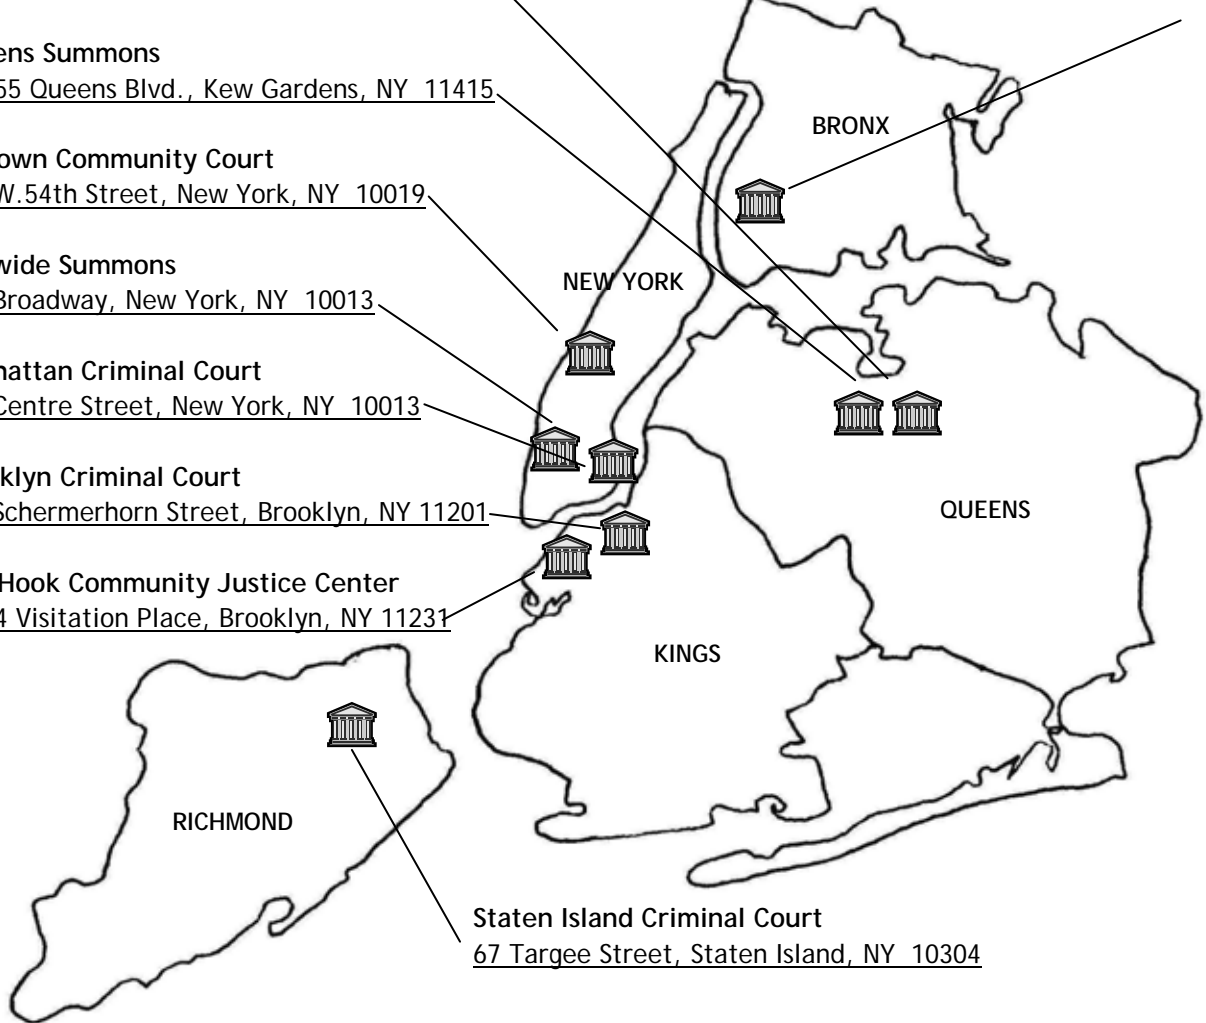 ens Summons
55 Queens Blvd., Kew Gardens, NY 11415
own Community Court
W.54th Street, New York, NY 10019
wide Summons
Broadway, New York, NY 10013
hattan Criminal Court
Centre Street, New York, NY 10013
klyn Criminal Court
Schermerhorn Street, Brooklyn, NY 11201
Hook Community Justice Center
4 Visitation Place, Brooklyn, NY 11231
BRONX
NEW YORK
QUEENS
KINGS
RICHMOND
Staten Island Criminal Court
67 Targee Street, Staten Island, NY 10304